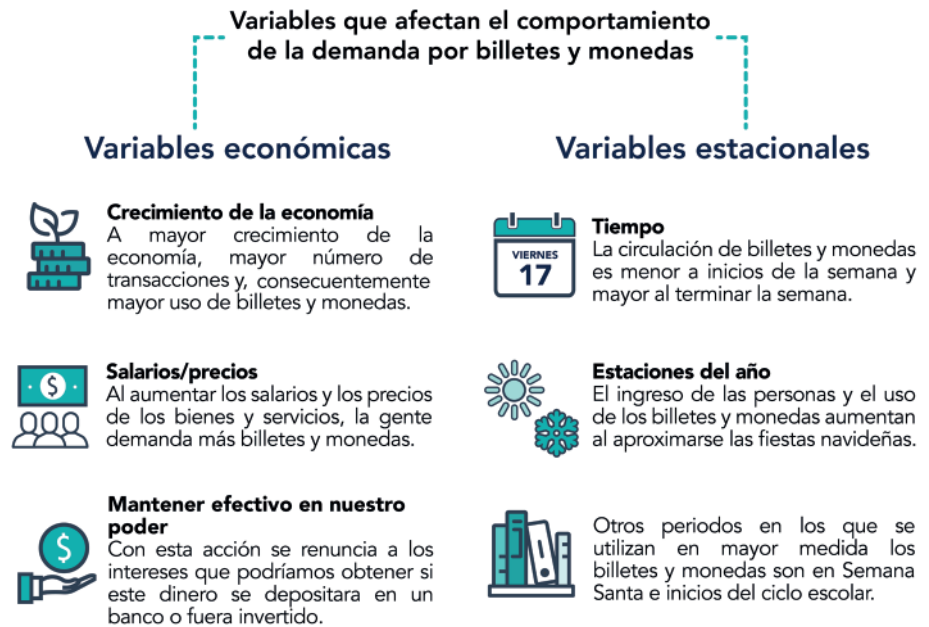 Variables que afectan el comportamiento
de la demanda por billetes y monedas
Variables económicas
Crecimiento de la economía
A mayor crecimiento de la
economía, mayor número de
transacciones y, consecuentemente
mayor uso de billetes y monedas.
$
Salarios/precios
Al aumentar los salarios y los precios
de los bienes y servicios, la gente
demanda más billetes y monedas.
$
Mantener efectivo en nuestro
poder
Con esta acción se renuncia a los
intereses que podríamos obtener si
este dinero se depositara en un
banco o fuera invertido.
Variables estacionales
VIERNES
17
Tiempo
La circulación de billetes y monedas
es menor a inicios de la semana y
mayor al terminar la semana.
Estaciones del año
El ingreso de las personas y el uso
de los billetes y monedas aumentan
al aproximarse las fiestas navideñas.
Otros periodos en los que se
utilizan en mayor medida los
billetes y monedas son en Semana
Santa e inicios del ciclo escolar.